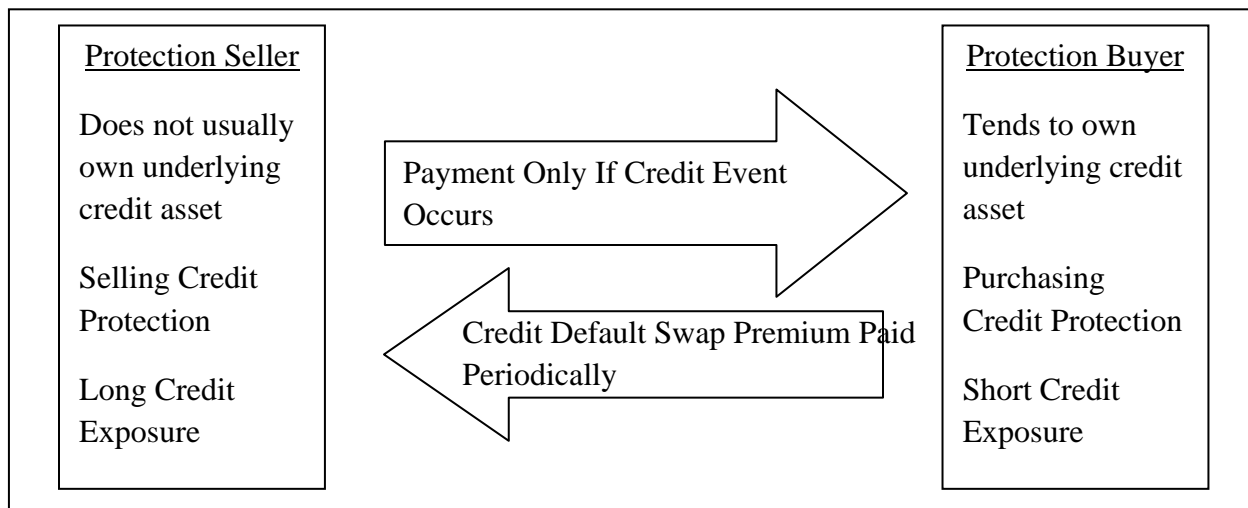 Protection Seller
Does not usually
own underlying
credit asset
Selling Credit
Protection
Long Credit
Exposure
Payment Only If Credit Event
Occurs
Credit Default Swap Premium Paid
Periodically
Protection Buyer
Tends to own
underlying credit
asset
Purchasing
Credit Protection
Short Credit
Exposure